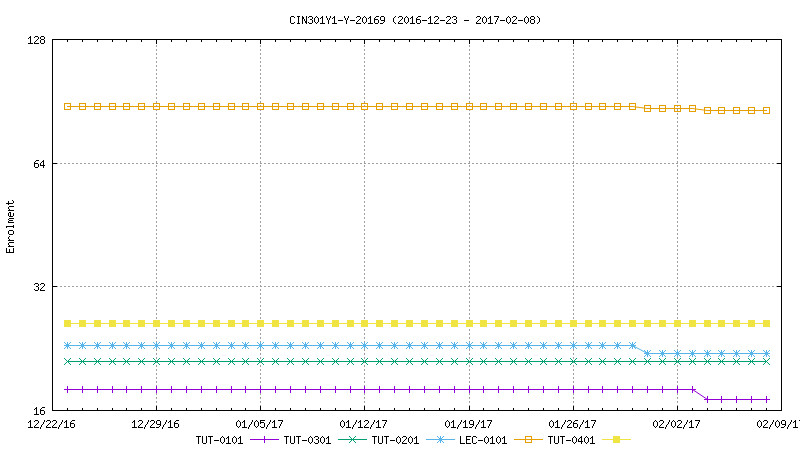 CIN301Y1-Y-20169 (2016-12-23 - 2017-02-08)
128
64
32
16
Enrolment
12/22/16 12/29/16 01/05/17 01/12/17 01/19/17 01/26/17 02/02/17 02/09/17
TUT-0101 TUT-0301 TUT-0201 LEC-0101 TUT-0401